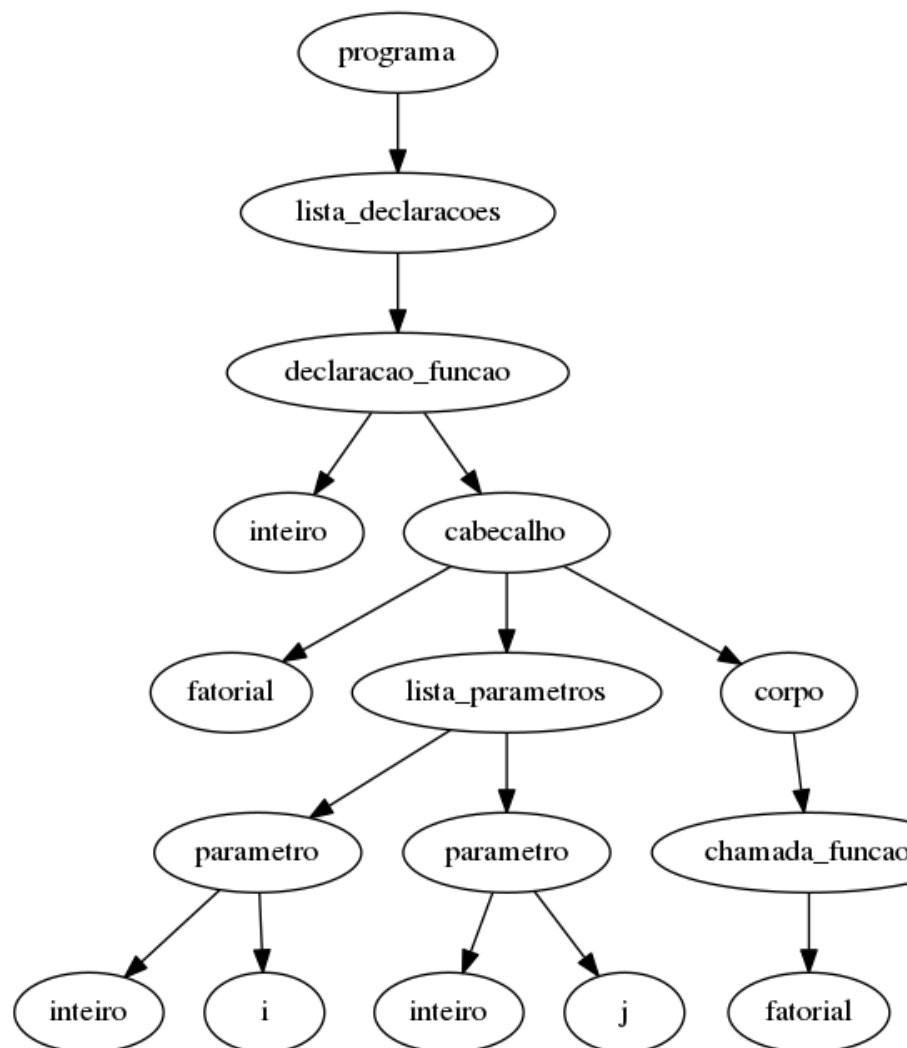 programa
lista_declaracoes
declaracao_funcao
inteiro
cabecalho
fatorial
lista_parametros
corpo
parametro
parametro
chamada_funcao
inteiro
i
inteiro
j
fatorial